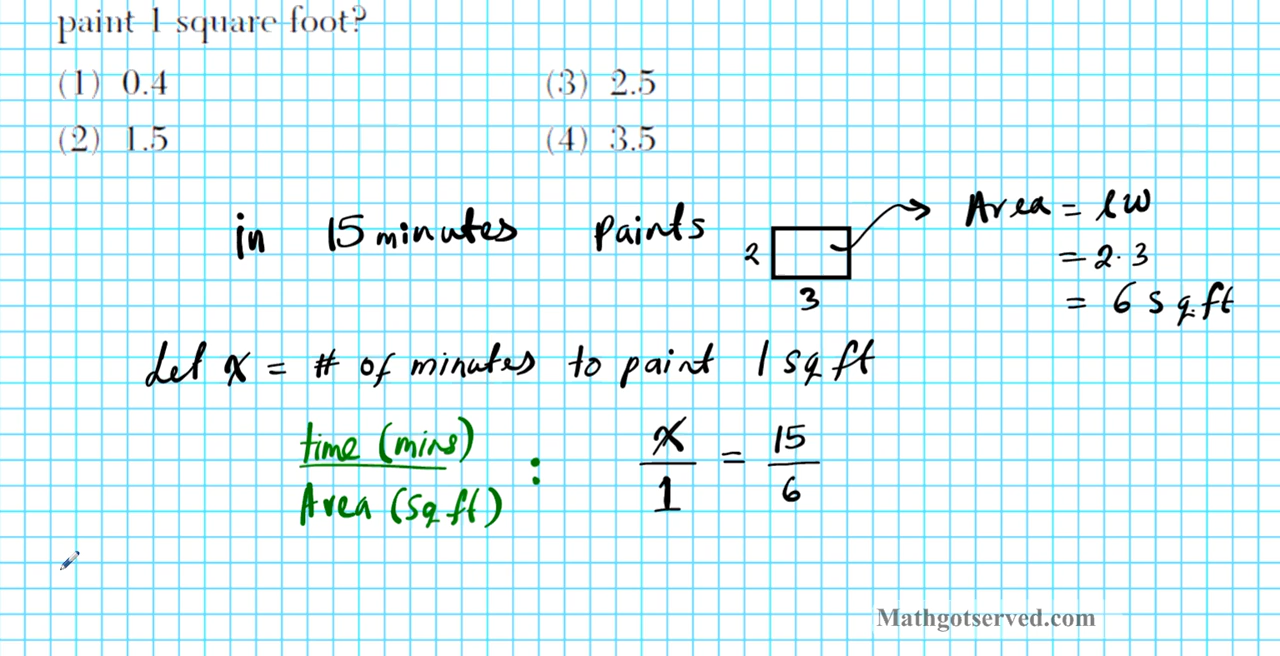 paint 1 square foot?
(1) 0.4 (3) 2.5
(2) 1.5 (4) 3.5
in 15 minutes paints 2 3 Area = lw
= 2·3
= 6 sq.ft
Let x = # of minutes to paint 1 sq ft
time (mins) / Area (sq ft) : x/1 = 15/6
Mathgotserved.com